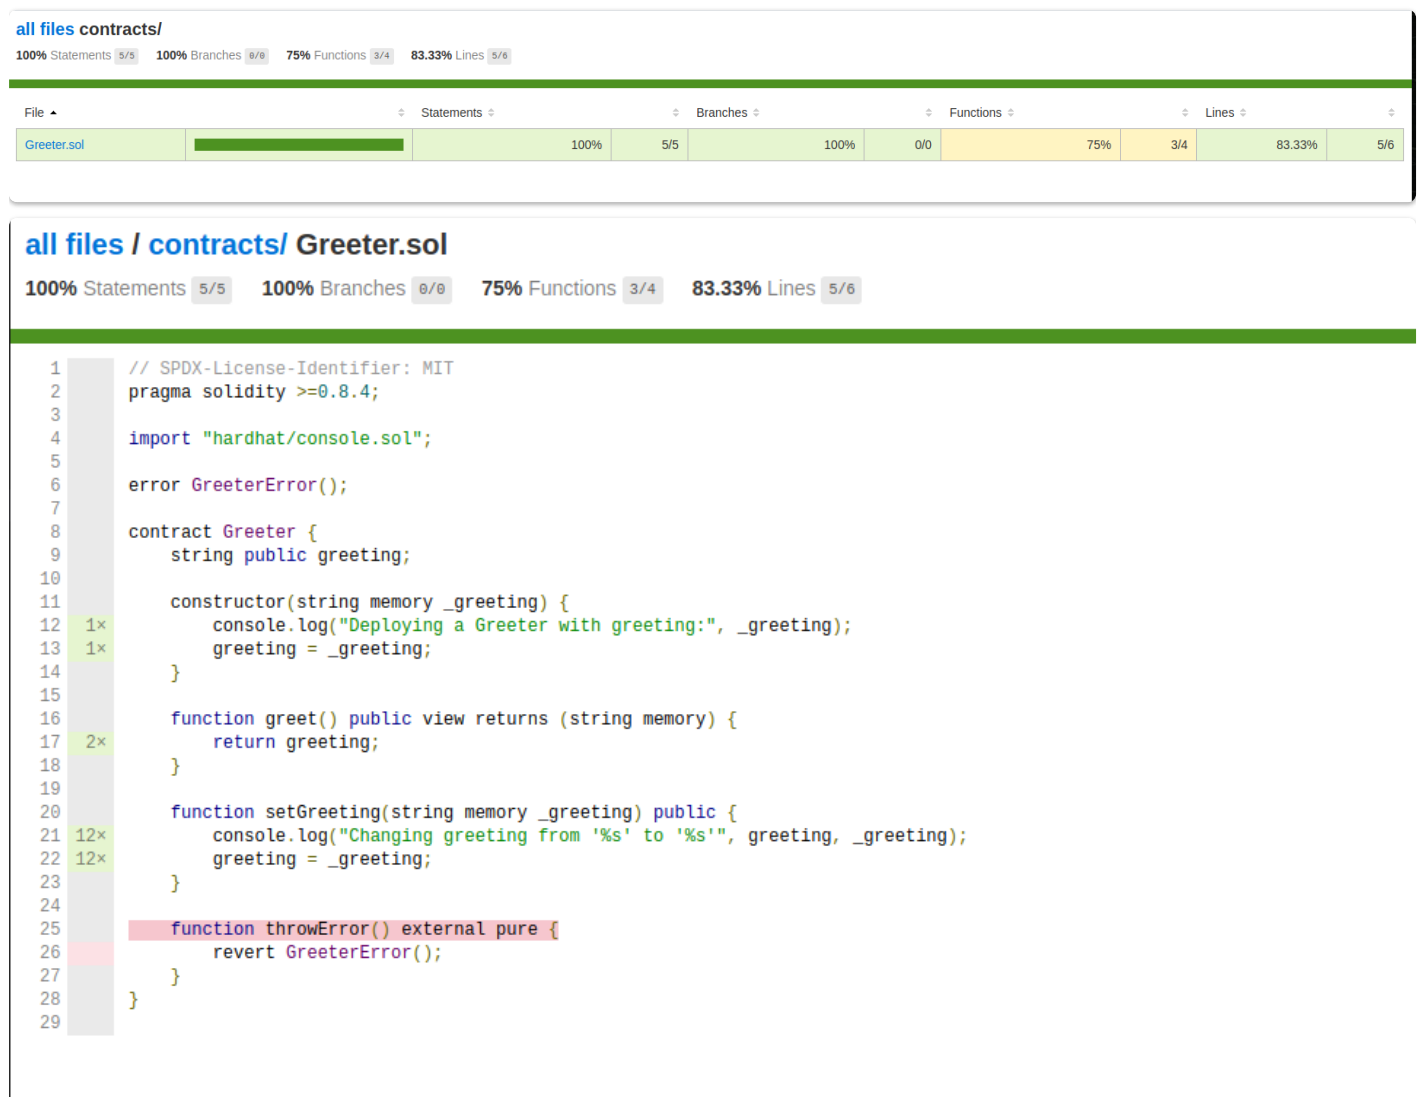 all files contracts/
100% Statements 5/5 100% Branches 0/0 75% Functions 3/4 83.33% Lines 5/6
File Statements Branches Functions Lines
Greeter.sol 100% 5/5 100% 0/0 75% 3/4 83.33% 5/6
all files / contracts/ Greeter.sol
100% Statements 5/5 100% Branches 0/0 75% Functions 3/4 83.33% Lines 5/6
1 // SPDX-License-Identifier: MIT
2 pragma solidity >=0.8.4;
3
4 import "hardhat/console.sol";
5
6 error GreeterError();
7
8 contract Greeter {
9     string public greeting;
10
11     constructor(string memory _greeting) {
12 1×         console.log("Deploying a Greeter with greeting:", _greeting);
13 1×         greeting = _greeting;
14     }
15
16     function greet() public view returns (string memory) {
17 2×         return greeting;
18     }
19
20     function setGreeting(string memory _greeting) public {
21 12×         console.log("Changing greeting from '%s' to '%s'", greeting, _greeting);
22 12×         greeting = _greeting;
23     }
24
25     function throwError() external pure {
26         revert GreeterError();
27     }
28 }
29